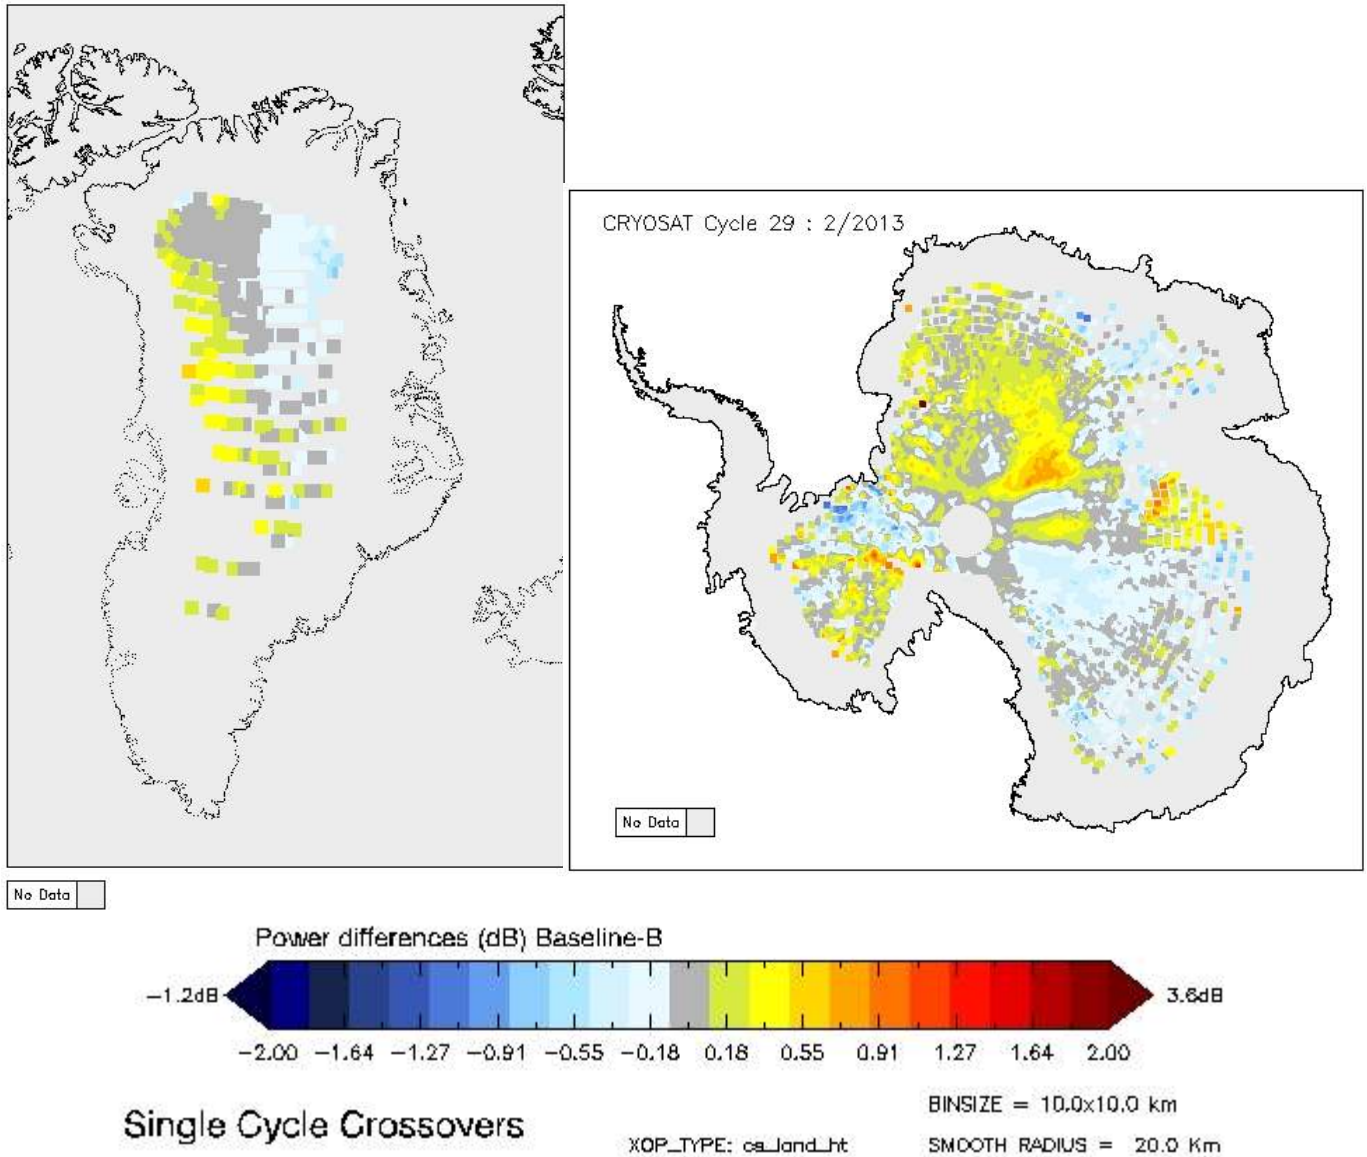 CRYOSAT Cycle 29 : 2/2013
No Data
No Data
Power differences (dB) Baseline-B
-1.2dB
3.6dB
-2.00 -1.64 -1.27 -0.91 -0.55 -0.18 0.18 0.55 0.91 1.27 1.64 2.00
BINSIZE = 10.0x10.0 km
Single Cycle Crossovers
XOP_TYPE: cs_land_ht
SMOOTH RADIUS = 20.0 Km